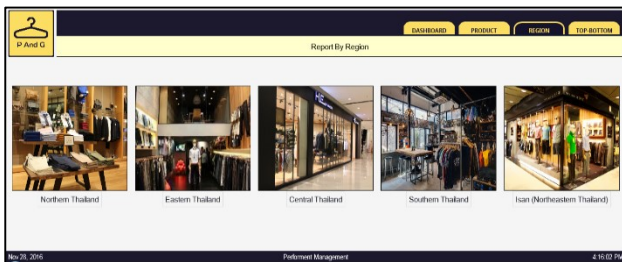 P And G
DASHBOARD PRODUCT REGION TOP-BOTTOM
Report By Region
Northern Thailand Eastern Thailand Central Thailand Southern Thailand Isan (Northeastern Thailand)
Nov 28, 2016 Performent Management 4:16:02 PM